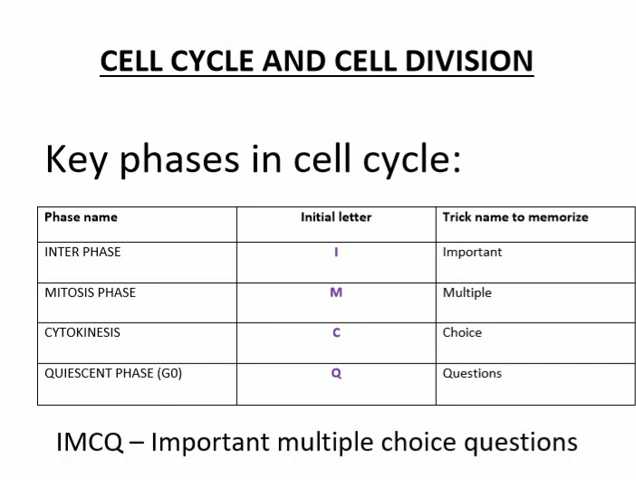 CELL CYCLE AND CELL DIVISION
Key phases in cell cycle:
Phase name Initial letter Trick name to memorize
INTER PHASE I Important
MITOSIS PHASE M Multiple
CYTOKINESIS C Choice
QUIESCENT PHASE (G0) Q Questions
IMCQ – Important multiple choice questions